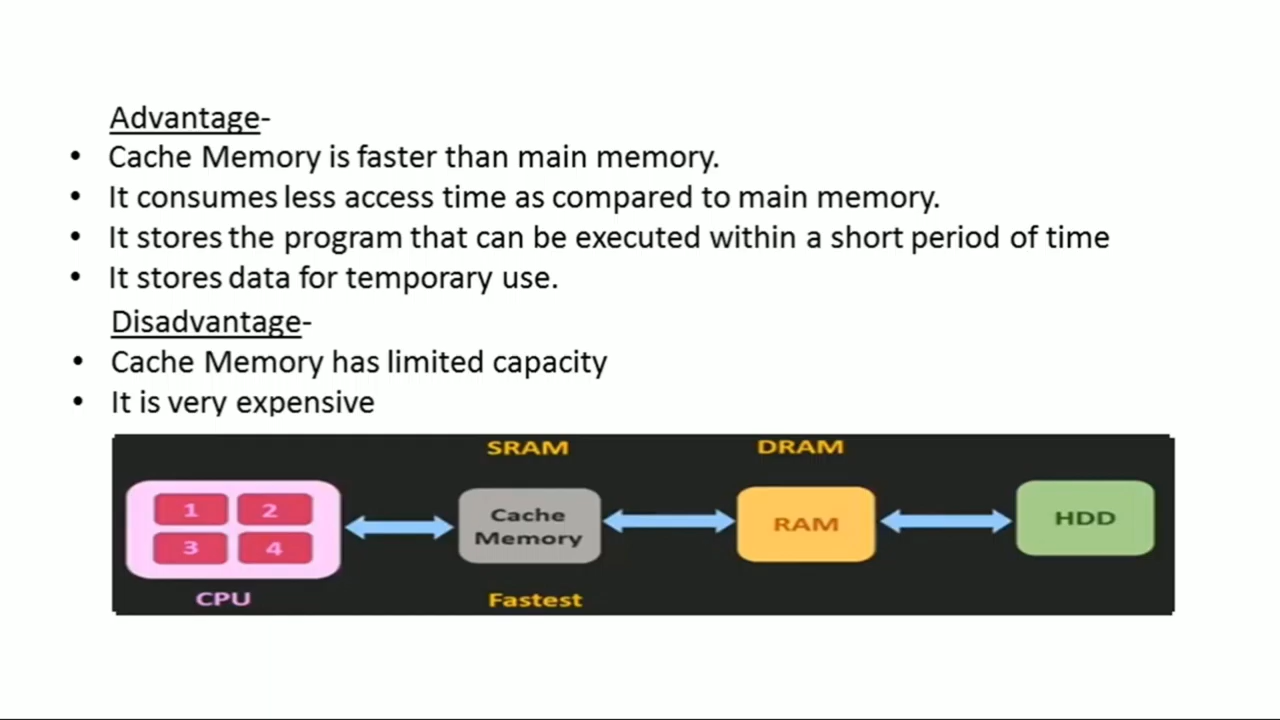 Advantage-
• Cache Memory is faster than main memory.
• It consumes less access time as compared to main memory.
• It stores the program that can be executed within a short period of time
• It stores data for temporary use.
Disadvantage-
• Cache Memory has limited capacity
• It is very expensive
SRAM
DRAM
1 2
3 4
CPU
Cache
Memory
Fastest
RAM
HDD